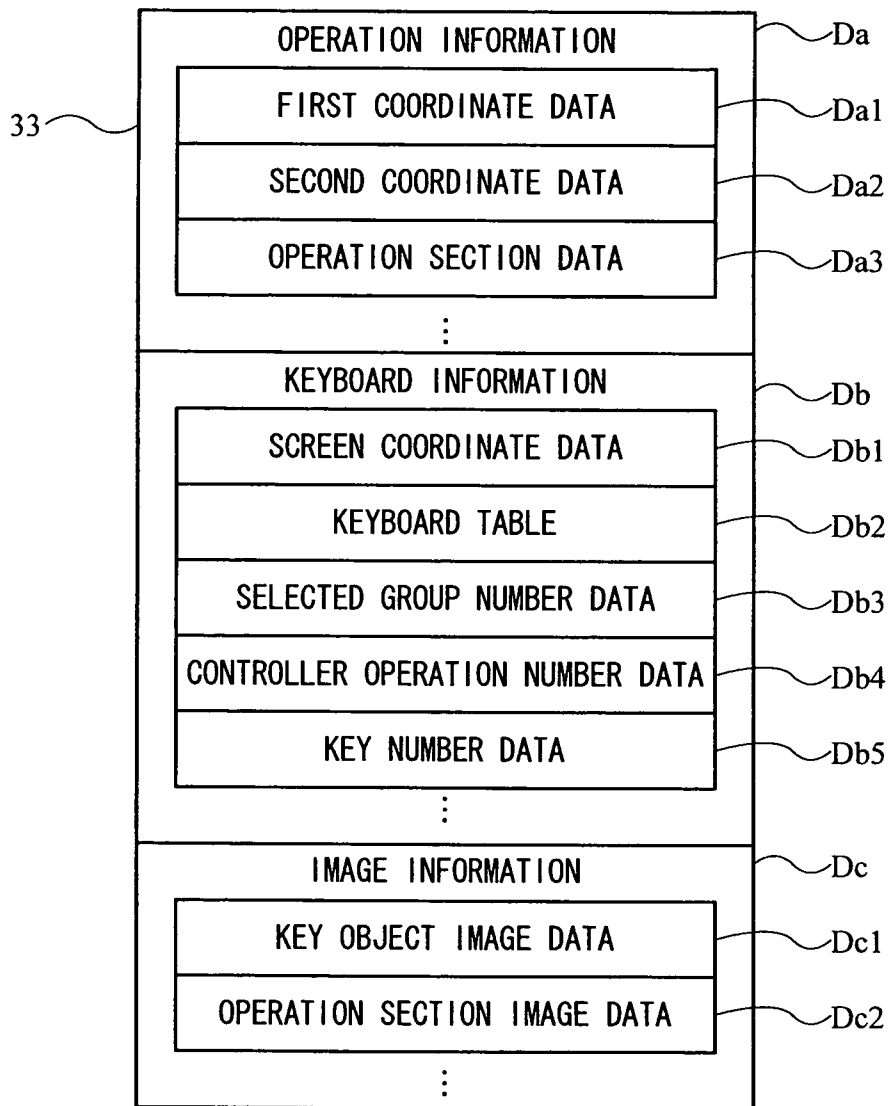 OPERATION INFORMATION Da
33
FIRST COORDINATE DATA Da1
SECOND COORDINATE DATA Da2
OPERATION SECTION DATA Da3
⋮
KEYBOARD INFORMATION Db
SCREEN COORDINATE DATA Db1
KEYBOARD TABLE Db2
SELECTED GROUP NUMBER DATA Db3
CONTROLLER OPERATION NUMBER DATA Db4
KEY NUMBER DATA Db5
⋮
IMAGE INFORMATION Dc
KEY OBJECT IMAGE DATA Dc1
OPERATION SECTION IMAGE DATA Dc2
⋮